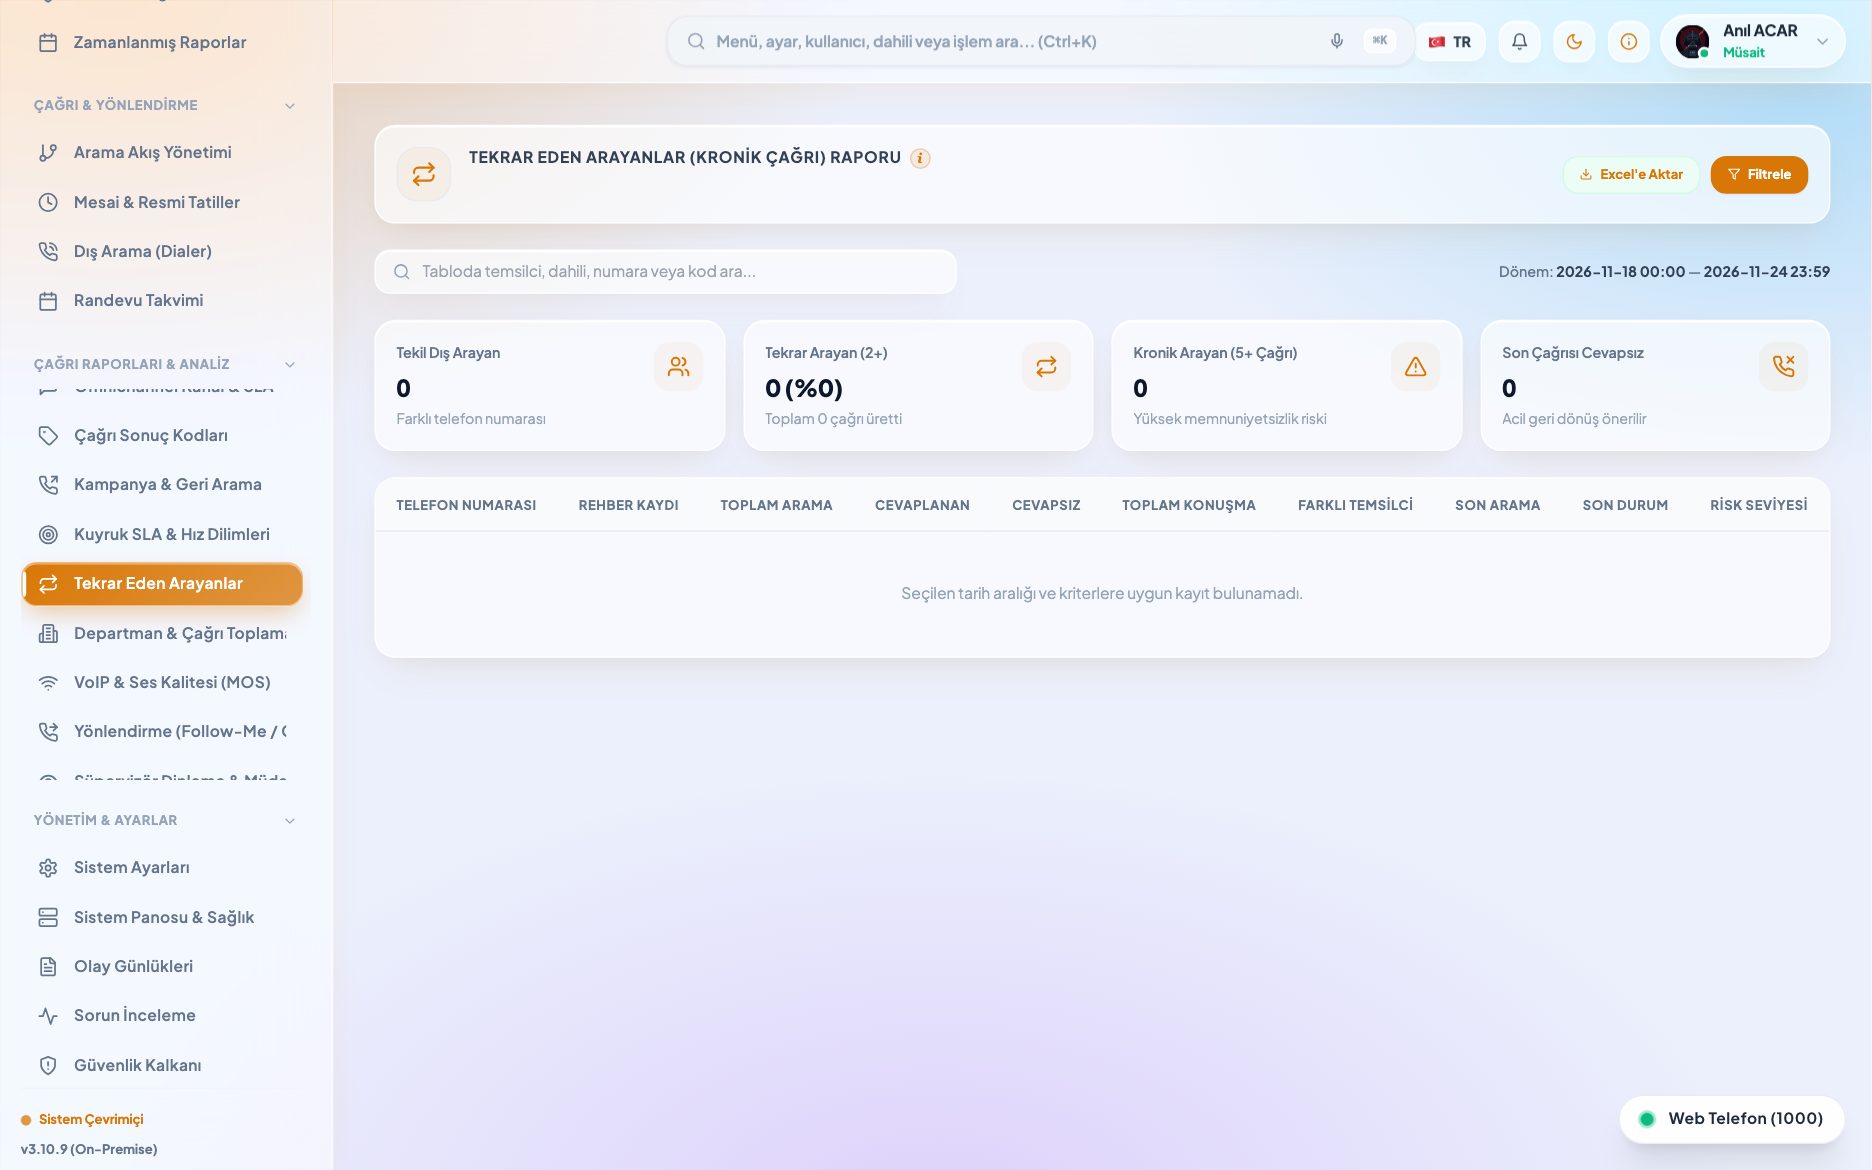 Zamanlanmış Raporlar
ÇAĞRI & YÖNLENDİRME
Arama Akış Yönetimi
Mesai & Resmi Tatiller
Dış Arama (Dialer)
Randevu Takvimi
ÇAĞRI RAPORLARI & ANALİZ
Omnichannel Kanal & SLA
Çağrı Sonuç Kodları
Kampanya & Geri Arama
Kuyruk SLA & Hız Dilimleri
Tekrar Eden Arayanlar
Departman & Çağrı Toplama
VoIP & Ses Kalitesi (MOS)
Yönlendirme (Follow-Me / 
Süpervizör Dinleme & Müda
YÖNETİM & AYARLAR
Sistem Ayarları
Sistem Panosu & Sağlık
Olay Günlükleri
Sorun İnceleme
Güvenlik Kalkanı
Sistem Çevrimiçi
v3.10.9 (On-Premise)
Menü, ayar, kullanıcı, dahili veya işlem ara... (Ctrl+K)
⌘K
TR
Anıl ACAR
Müsait
TEKRAR EDEN ARAYANLAR (KRONİK ÇAĞRI) RAPORU i
Excel'e Aktar
Filtrele
Tabloda temsilci, dahili, numara veya kod ara...
Dönem: 2026-11-18 00:00 — 2026-11-24 23:59
Tekil Dış Arayan
0
Farklı telefon numarası
Tekrar Arayan (2+)
0 (%0)
Toplam 0 çağrı üretti
Kronik Arayan (5+ Çağrı)
0
Yüksek memnuniyetsizlik riski
Son Çağrısı Cevapsız
0
Acil geri dönüş önerilir
TELEFON NUMARASI REHBER KAYDI TOPLAM ARAMA CEVAPLANAN CEVAPSIZ TOPLAM KONUŞMA FARKLI TEMSİLCİ SON ARAMA SON DURUM RİSK SEVİYESİ
Seçilen tarih aralığı ve kriterlere uygun kayıt bulunamadı.
Web Telefon (1000)